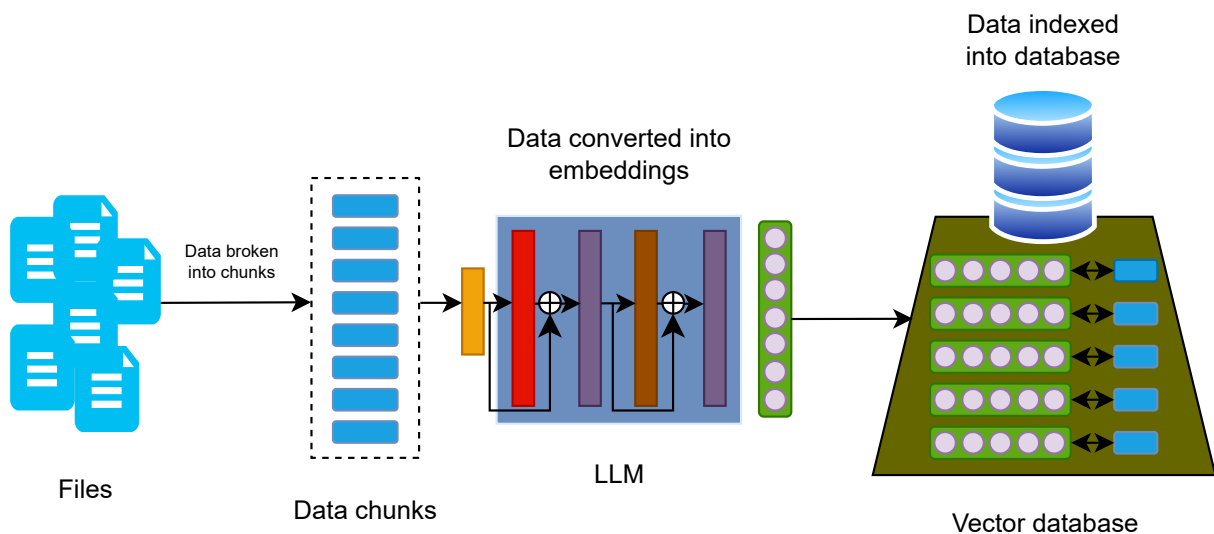 Data indexed
into database
Data converted into
embeddings
Data broken
into chunks
Files
Data chunks
LLM
Vector database